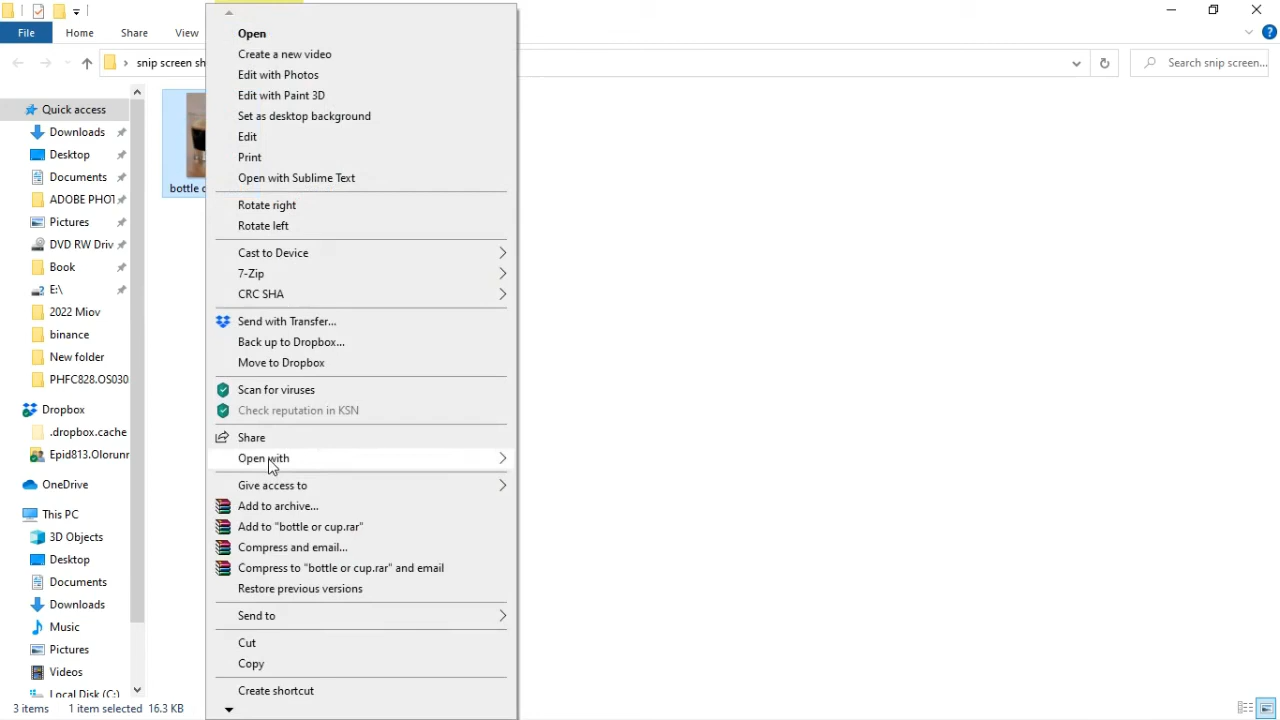 File Home Share View
snip screen sh
Search snip screen...
Quick access
Downloads
Desktop
Documents
ADOBE PHOT
Pictures
DVD RW Driv
Book
E:\
2022 Miov
binance
New folder
PHFC828.OS030
Dropbox
.dropbox.cache
Epid813.Olorunr
OneDrive
This PC
3D Objects
Desktop
Documents
Downloads
Music
Pictures
Videos
Local Disk (C:)
3 items 1 item selected 16.3 KB
bottle o
Open
Create a new video
Edit with Photos
Edit with Paint 3D
Set as desktop background
Edit
Print
Open with Sublime Text
Rotate right
Rotate left
Cast to Device
7-Zip
CRC SHA
Send with Transfer...
Back up to Dropbox...
Move to Dropbox
Scan for viruses
Check reputation in KSN
Share
Open with
Give access to
Add to archive...
Add to "bottle or cup.rar"
Compress and email...
Compress to "bottle or cup.rar" and email
Restore previous versions
Send to
Cut
Copy
Create shortcut